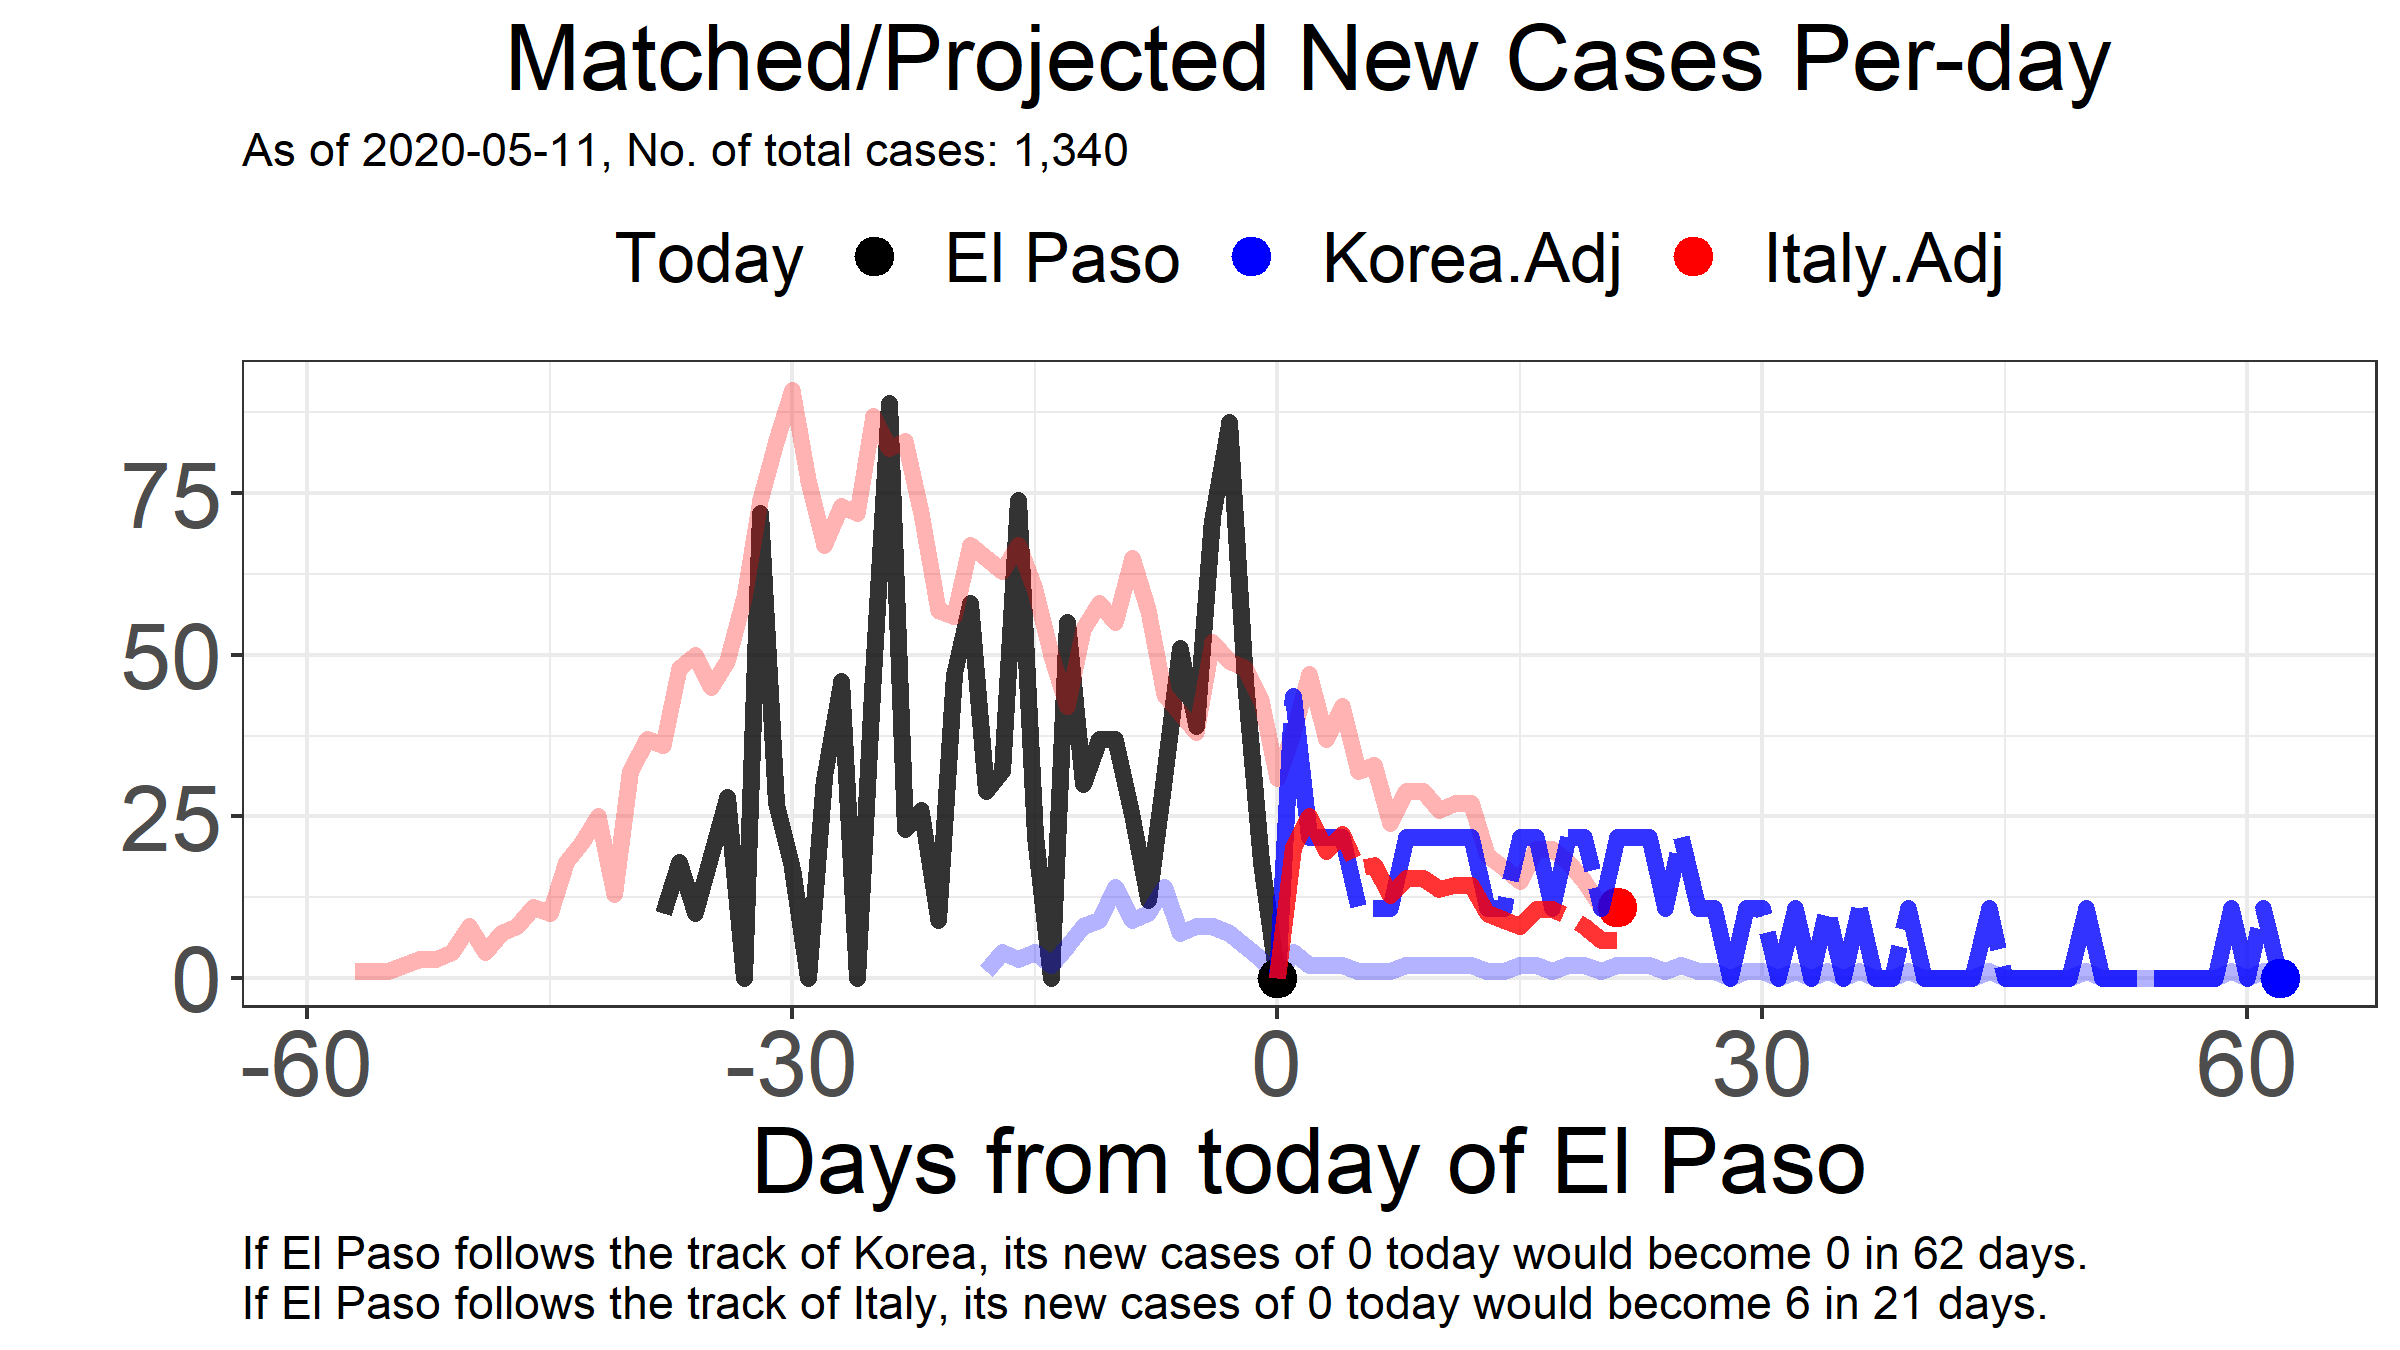 Matched/Projected New Cases Per-day
As of 2020-05-11, No. of total cases: 1,340
Today El Paso Korea.Adj Italy.Adj
75
50
25
0
-60 -30 0 30 60
Days from today of El Paso
If El Paso follows the track of Korea, its new cases of 0 today would become 0 in 62 days.
If El Paso follows the track of Italy, its new cases of 0 today would become 6 in 21 days.